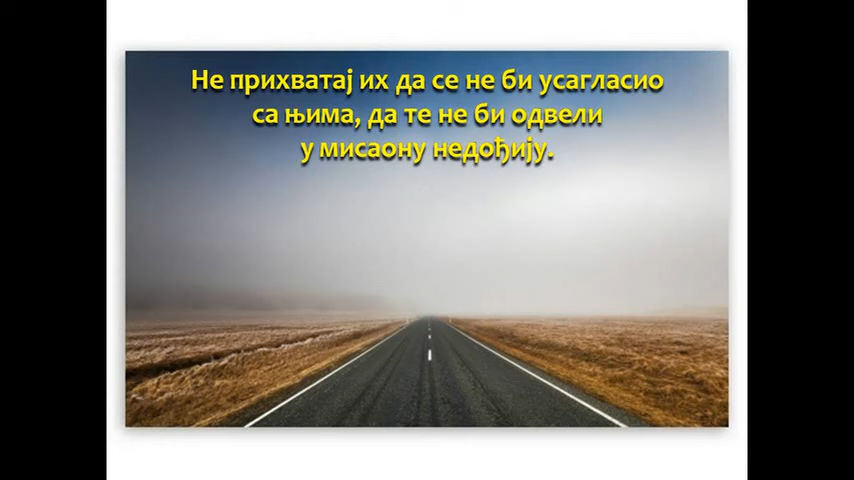 Не прихватај их да се не би усагласио
са њима, да те не би одвели
у мисаону недођију.